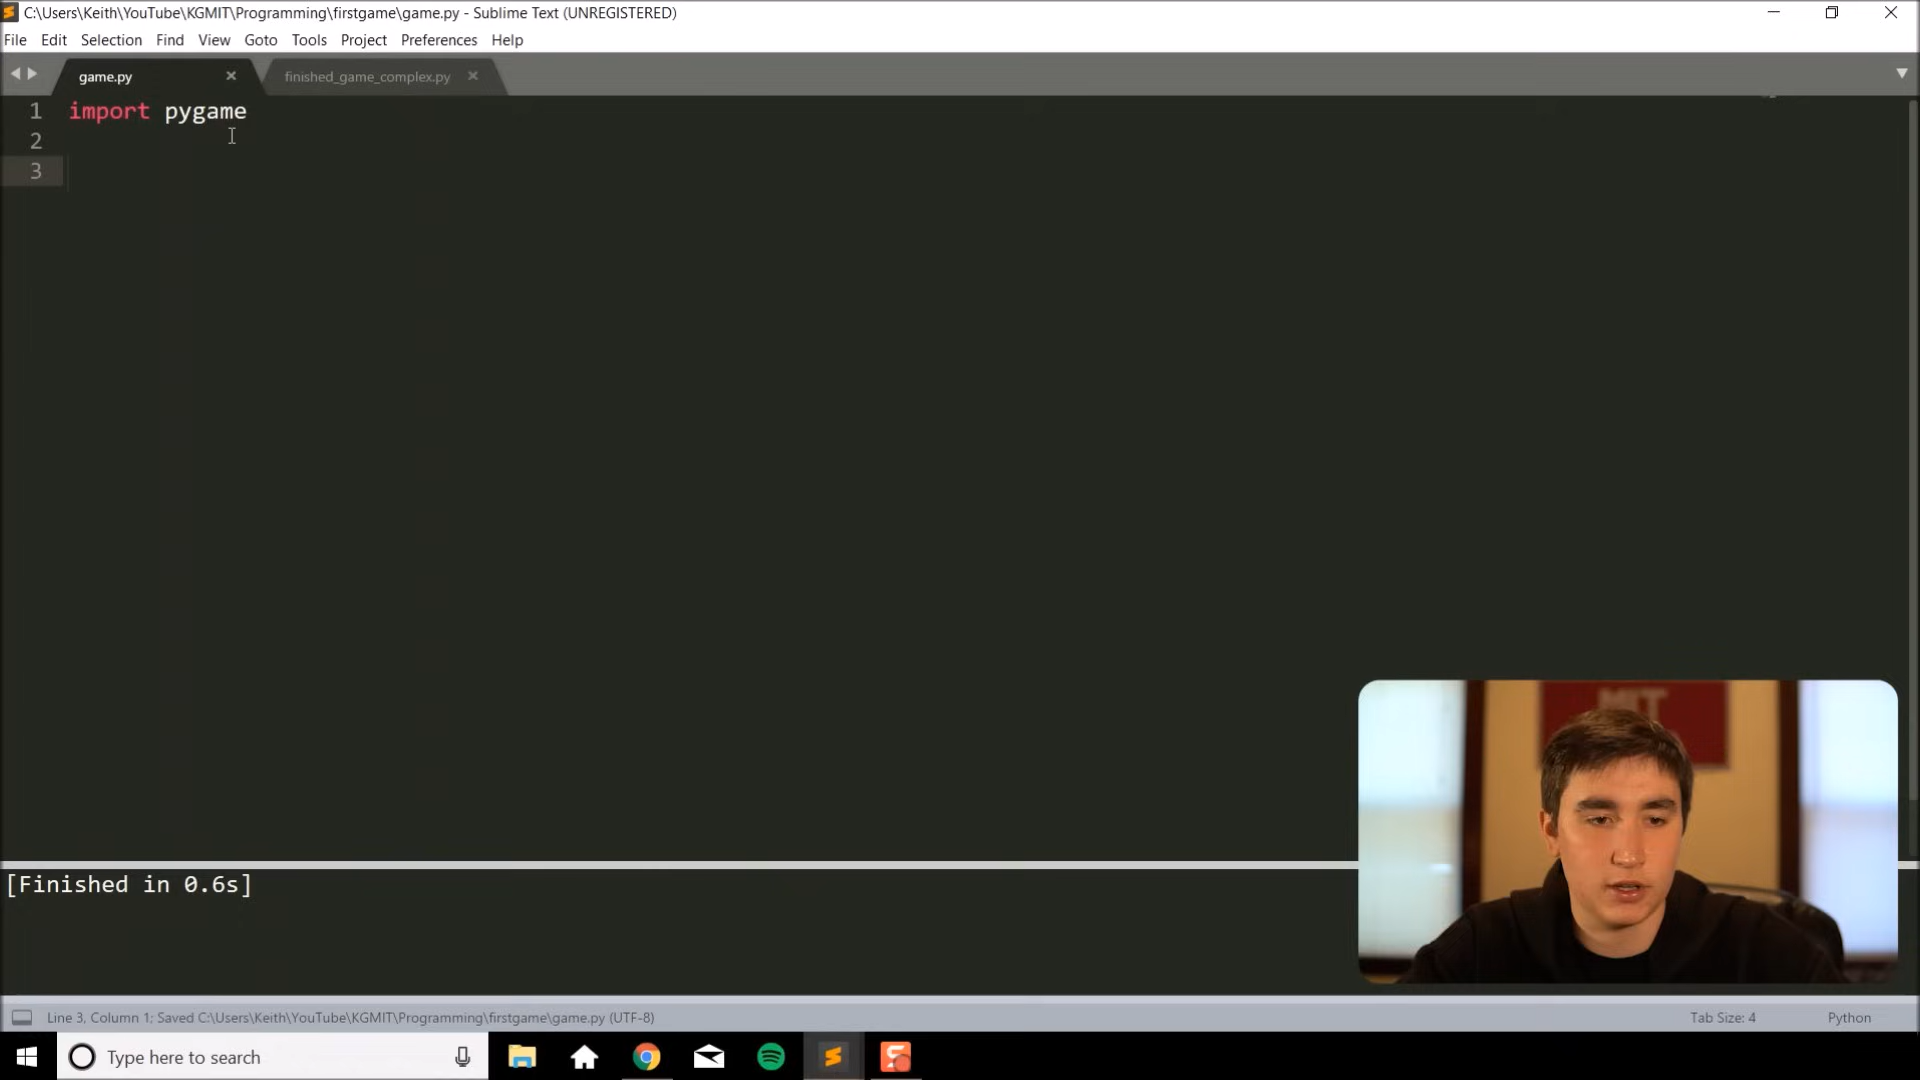 C:\Users\Keith\YouTube\KGMIT\Programming\firstgame\game.py - Sublime Text (UNREGISTERED)
File Edit Selection Find View Goto Tools Project Preferences Help
game.py finished_game_complex.py
1 import pygame
2
3
MIT
[Finished in 0.6s]
Line 3, Column 1; Saved C:\Users\Keith\YouTube\KGMIT\Programming\firstgame\game.py (UTF-8) Tab Size: 4 Python
Type here to search